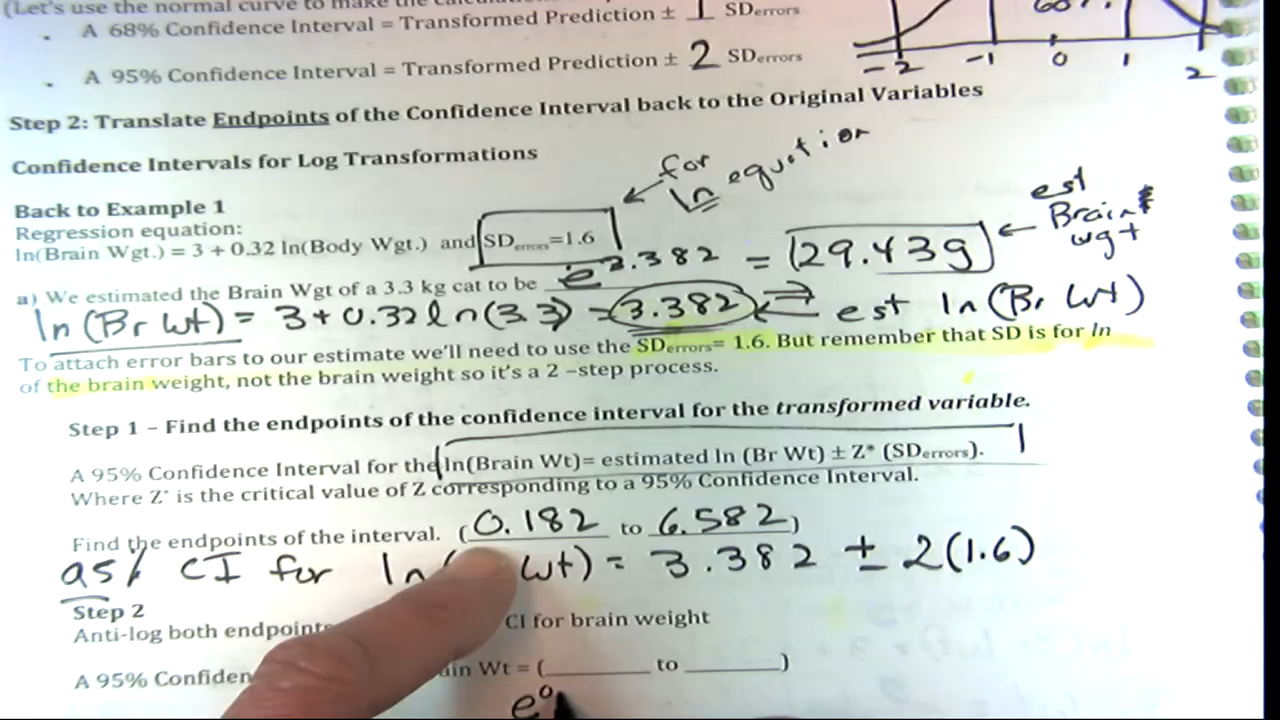 (Let's use the normal curve to make the
A 68% Confidence Interval = Transformed Prediction ± 1 SDerrors
A 95% Confidence Interval = Transformed Prediction ± 2 SDerrors
-2 -1 0 1 2
Step 2: Translate Endpoints of the Confidence Interval back to the Original Variables
Confidence Intervals for Log Transformations
for ln equation
Back to Example 1
Regression equation:
ln(Brain Wgt.) = 3 + 0.32 ln(Body Wgt.) and SDerrors=1.6
est Brain wgt
a) We estimated the Brain Wgt of a 3.3 kg cat to be e^3.382 = 29.43g
ln(Br Wt) = 3+0.32 ln(3.3) = 3.382 est ln(Br Wt)
To attach error bars to our estimate we'll need to use the SDerrors= 1.6. But remember that SD is for ln
of the brain weight, not the brain weight so it's a 2 –step process.
Step 1 – Find the endpoints of the confidence interval for the transformed variable.
A 95% Confidence Interval for the ln(Brain Wt)= estimated ln (Br Wt) ± Z* (SDerrors).
Where Z* is the critical value of Z corresponding to a 95% Confidence Interval.
Find the endpoints of the interval. (0.182 to 6.582)
95% CI for ln( Wt) = 3.382 ± 2(1.6)
Step 2
Anti-log both endpoints CI for brain weight
A 95% Confiden ain Wt = (______ to ______)
e^0